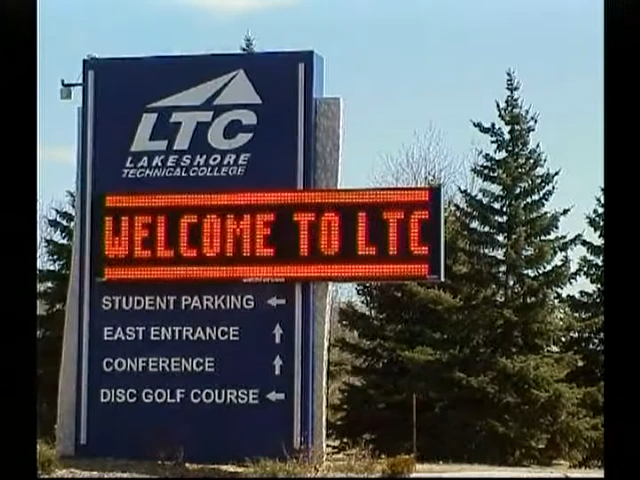 LTC
LAKESHORE
TECHNICAL COLLEGE
WELCOME TO LTC
STUDENT PARKING ←
EAST ENTRANCE ↑
CONFERENCE ↑
DISC GOLF COURSE ←